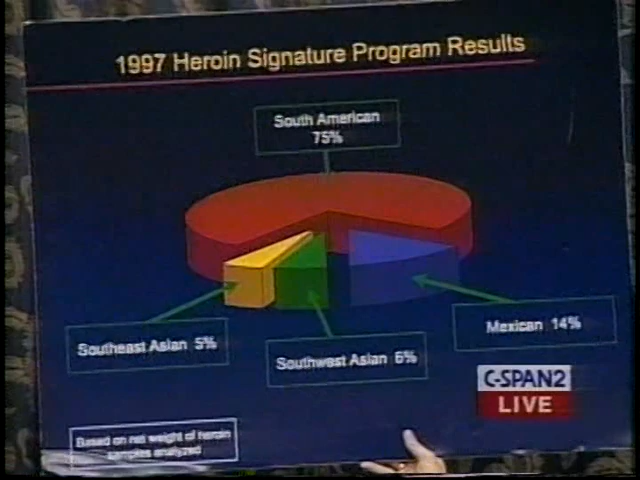 1997 Heroin Signature Program Results
South American
75%
Southeast Asian 5%
Southwest Asian 6%
Mexican 14%
Based on net weight of heroin
samples analyzed
C-SPAN2
LIVE